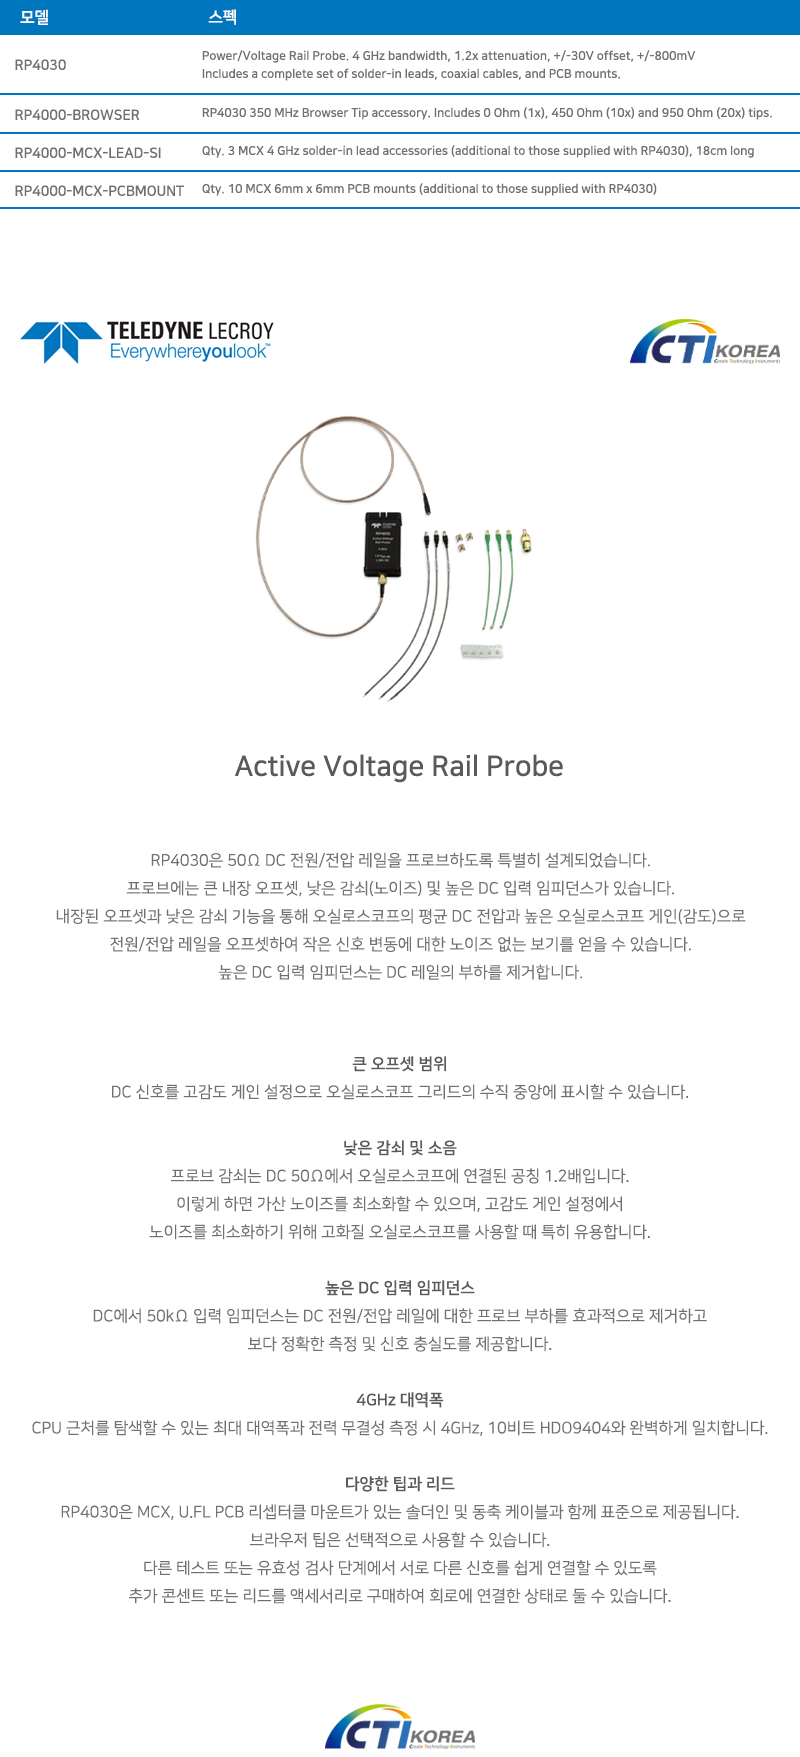 모델 스펙
RP4030 Power/Voltage Rail Probe. 4 GHz bandwidth, 1.2x attenuation, +/-30V offset, +/-800mV
Includes a complete set of solder-in leads, coaxial cables, and PCB mounts.
RP4000-BROWSER RP4030 350 MHz Browser Tip accessory. Includes 0 Ohm (1x), 450 Ohm (10x) and 950 Ohm (20x) tips.
RP4000-MCX-LEAD-SI Qty. 3 MCX 4 GHz solder-in lead accessories (additional to those supplied with RP4030), 18cm long
RP4000-MCX-PCBMOUNT Qty. 10 MCX 6mm x 6mm PCB mounts (additional to those supplied with RP4030)
TELEDYNE LECROY
Everywhereyoulook™
CTI KOREA
Create Technology Instruments
TELEDYNE LECROY
RP4030
Active Voltage
Rail Probe
4 GHz
Active Voltage Rail Probe
RP4030은 50Ω DC 전원/전압 레일을 프로브하도록 특별히 설계되었습니다.
프로브에는 큰 내장 오프셋, 낮은 감쇠(노이즈) 및 높은 DC 입력 임피던스가 있습니다.
내장된 오프셋과 낮은 감쇠 기능을 통해 오실로스코프의 평균 DC 전압과 높은 오실로스코프 게인(감도)으로
전원/전압 레일을 오프셋하여 작은 신호 변동에 대한 노이즈 없는 보기를 얻을 수 있습니다.
높은 DC 입력 임피던스는 DC 레일의 부하를 제거합니다.
큰 오프셋 범위
DC 신호를 고감도 게인 설정으로 오실로스코프 그리드의 수직 중앙에 표시할 수 있습니다.
낮은 감쇠 및 소음
프로브 감쇠는 DC 50Ω에서 오실로스코프에 연결된 공칭 1.2배입니다.
이렇게 하면 가산 노이즈를 최소화할 수 있으며, 고감도 게인 설정에서
노이즈를 최소화하기 위해 고화질 오실로스코프를 사용할 때 특히 유용합니다.
높은 DC 입력 임피던스
DC에서 50kΩ 입력 임피던스는 DC 전원/전압 레일에 대한 프로브 부하를 효과적으로 제거하고
보다 정확한 측정 및 신호 충실도를 제공합니다.
4GHz 대역폭
CPU 근처를 탐색할 수 있는 최대 대역폭과 전력 무결성 측정 시 4GHz, 10비트 HDO9404와 완벽하게 일치합니다.
다양한 팁과 리드
RP4030은 MCX, U.FL PCB 리셉터클 마운트가 있는 솔더인 및 동축 케이블과 함께 표준으로 제공됩니다.
브라우저 팁은 선택적으로 사용할 수 있습니다.
다른 테스트 또는 유효성 검사 단계에서 서로 다른 신호를 쉽게 연결할 수 있도록
추가 콘센트 또는 리드를 액세서리로 구매하여 회로에 연결한 상태로 둘 수 있습니다.
CTI KOREA
Create Technology Instruments